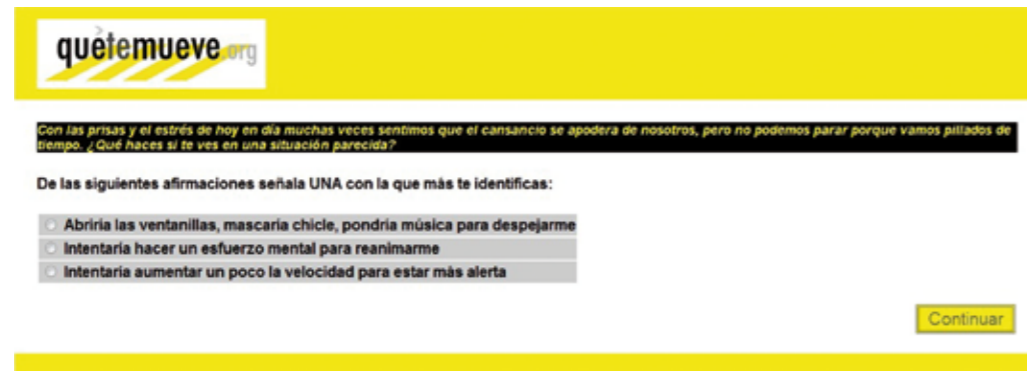 quètemueve.org
Con las prisas y el estrés de hoy en día muchas veces sentimos que el cansancio se apodera de nosotros, pero no podemos parar porque vamos pillados de
tiempo. ¿Qué haces si te ves en una situación parecida?
De las siguientes afirmaciones señala UNA con la que más te identificas:
Abriría las ventanillas, mascaría chicle, pondría música para despejarme
Intentaría hacer un esfuerzo mental para reanimarme
Intentaría aumentar un poco la velocidad para estar más alerta
Continuar